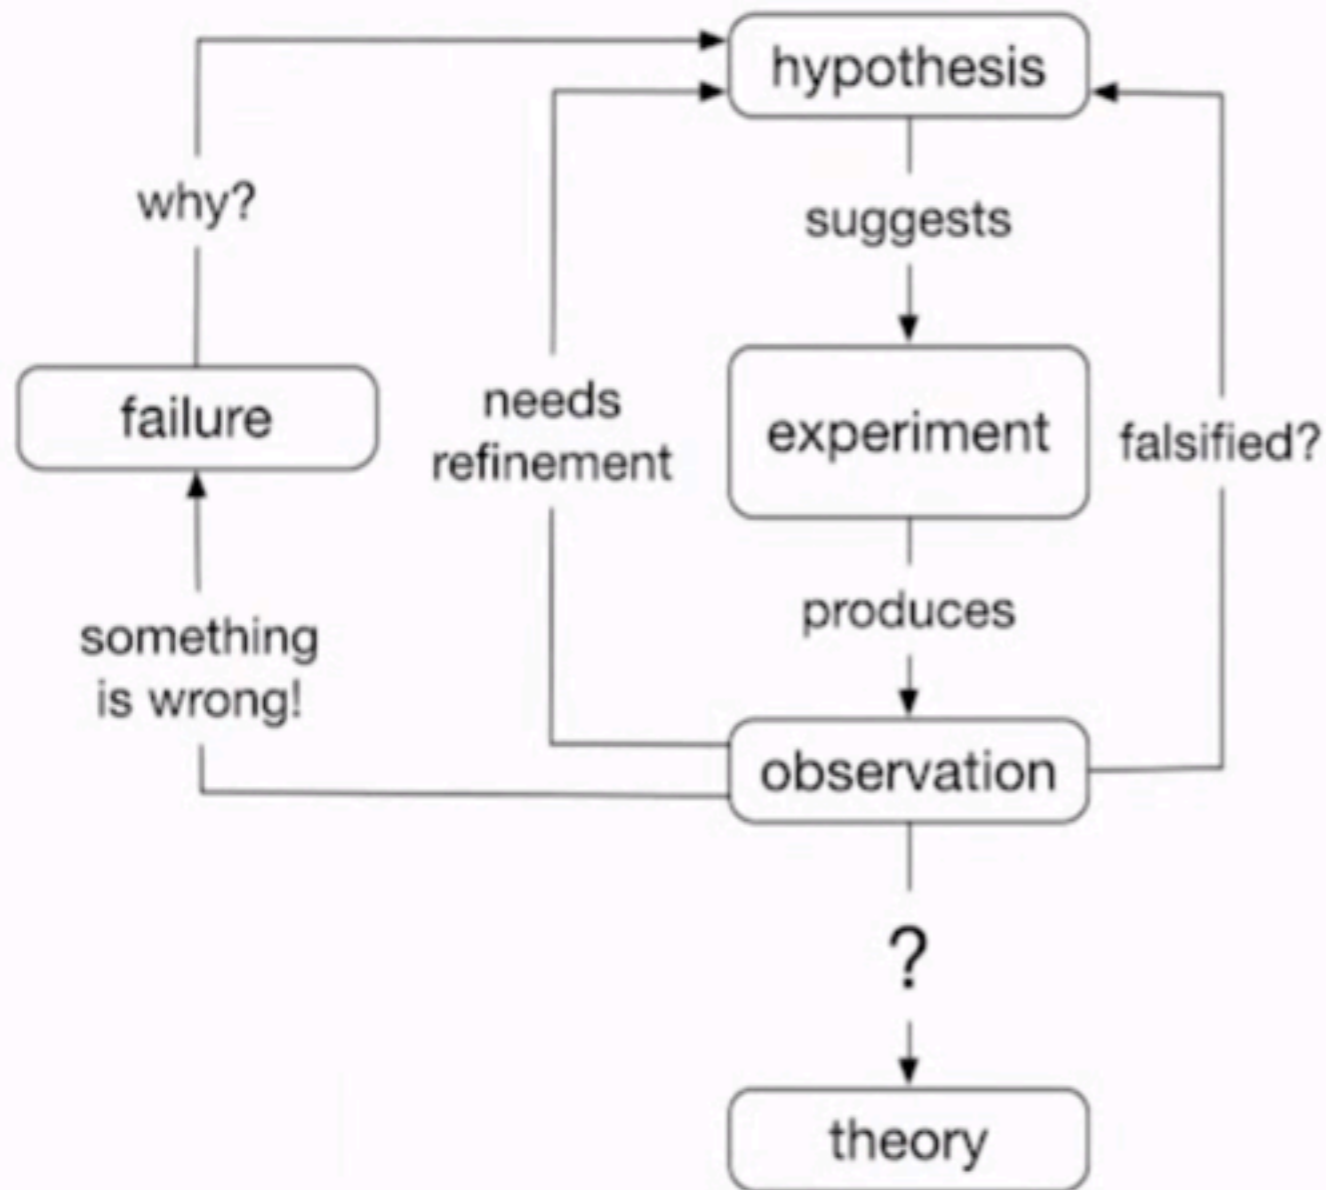 hypothesis
why?
suggests
failure
needs
refinement
experiment
falsified?
something
is wrong!
produces
observation
?
theory